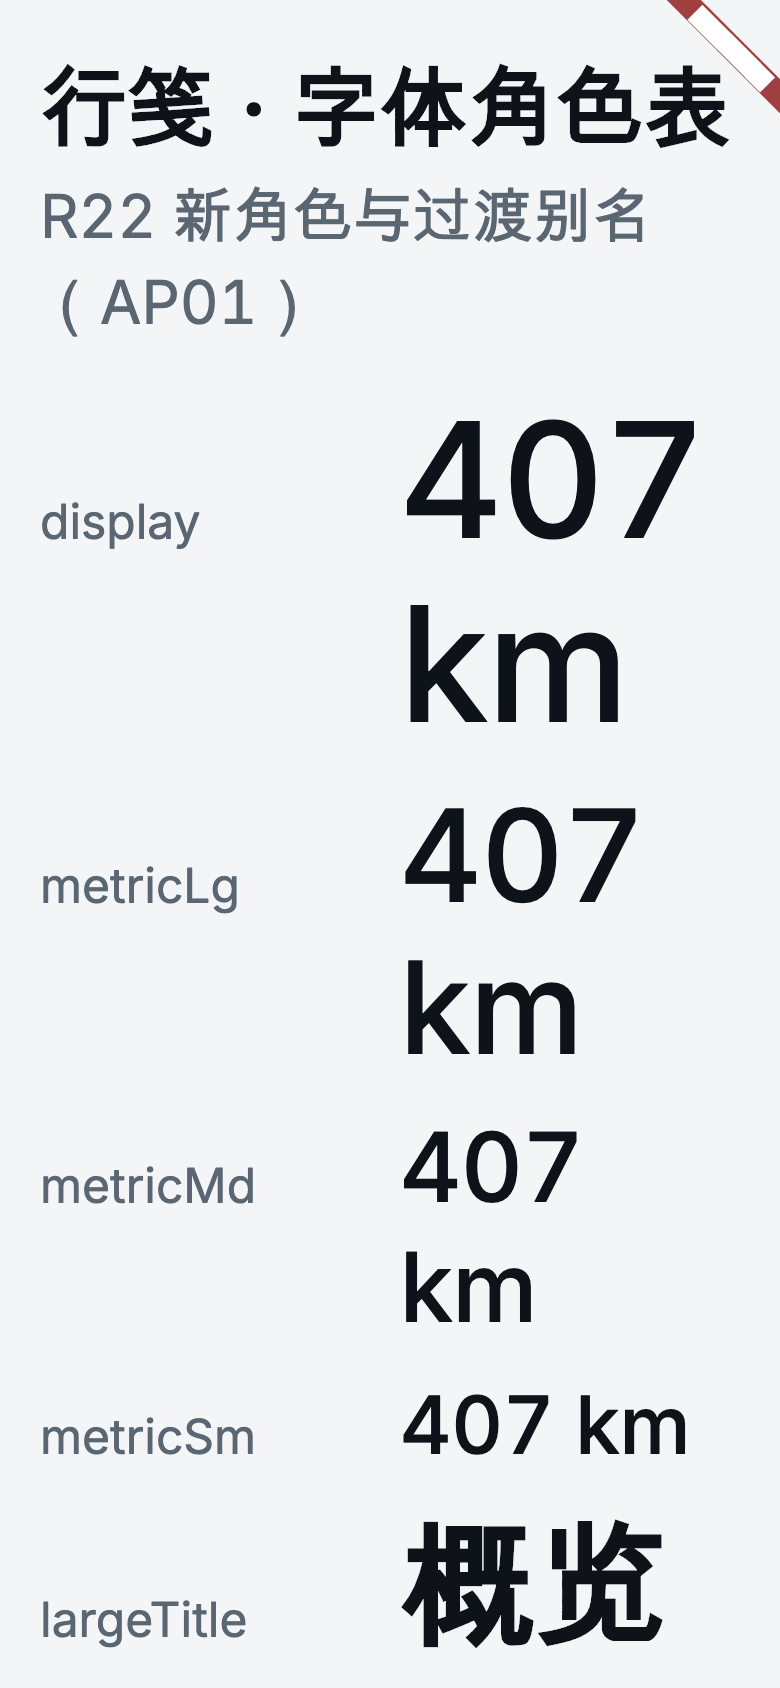 行笺 · 字体角色表
R22 新角色与过渡别名
（ AP01 ）
display
407
km
metricLg
407
km
metricMd
407
km
metricSm
407 km
largeTitle
概览